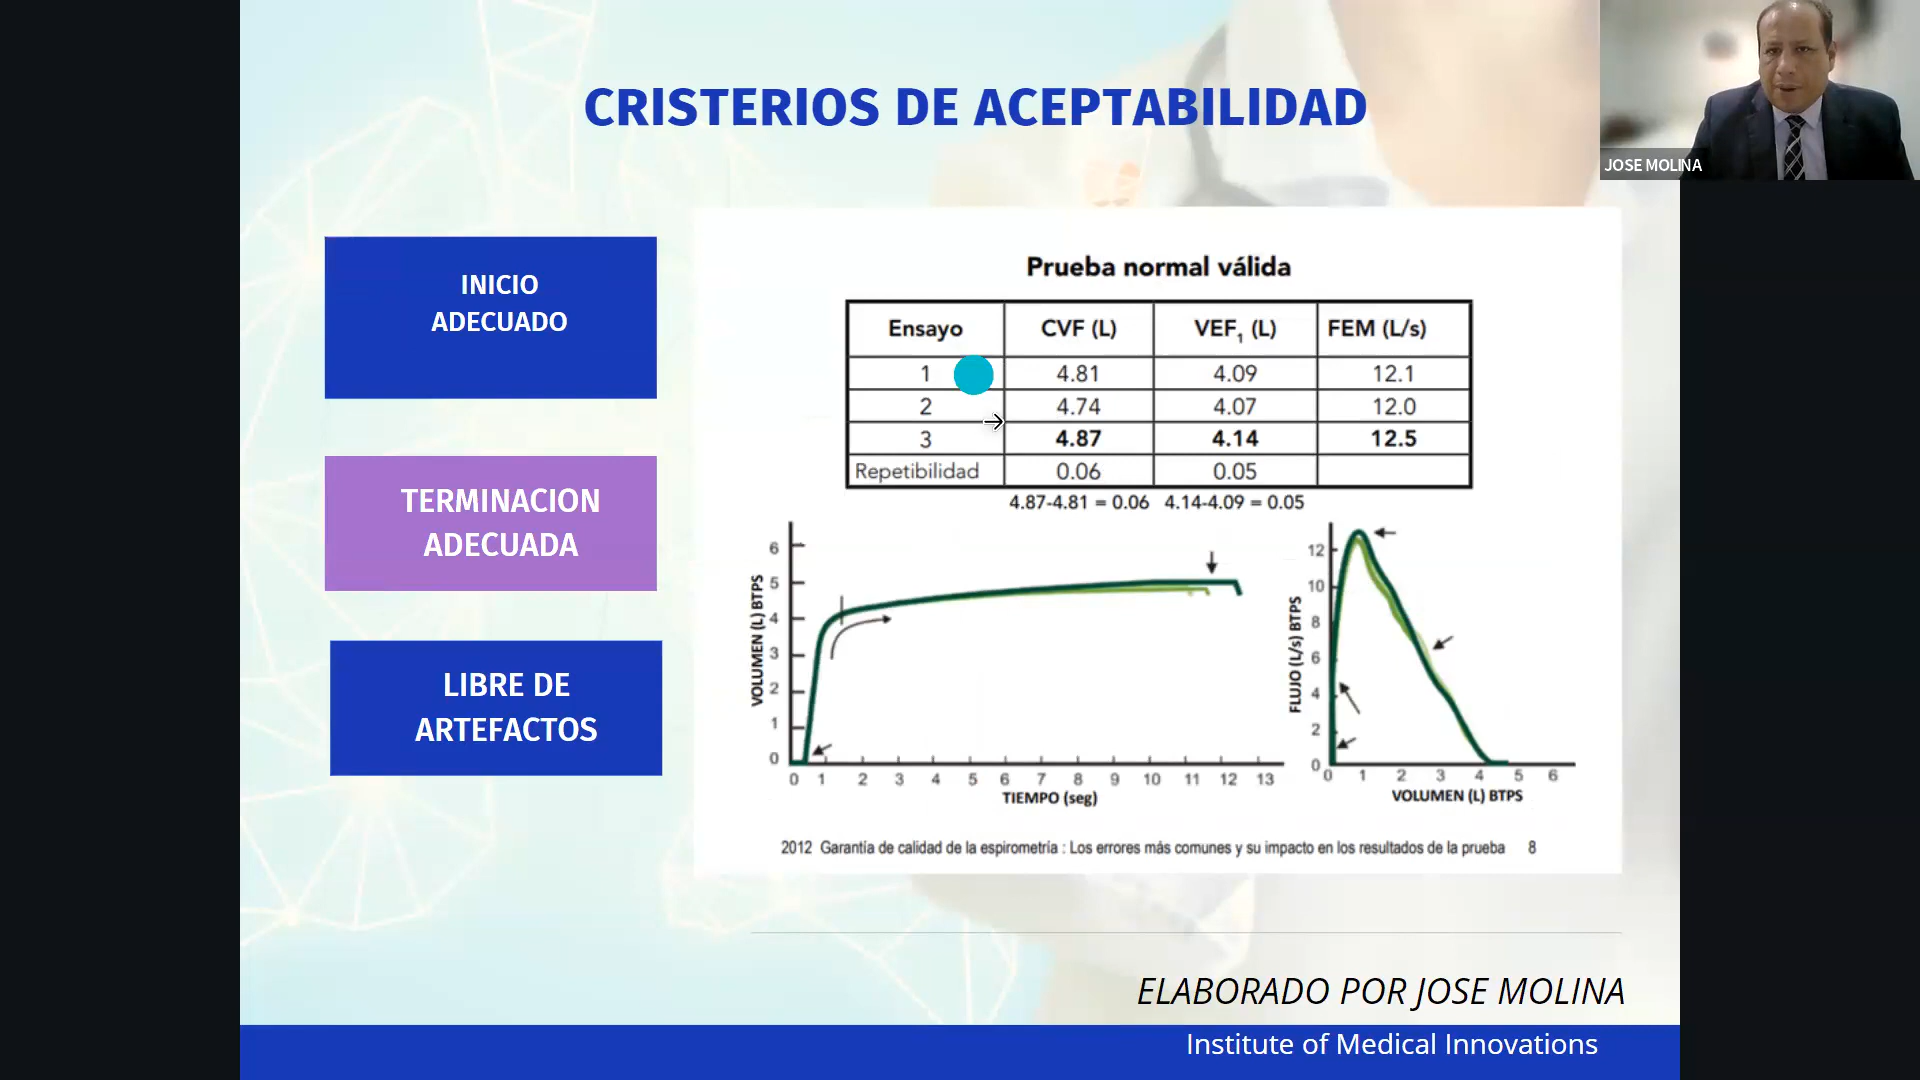 CRISTERIOS DE ACEPTABILIDAD
JOSE MOLINA
INICIO
ADECUADO
TERMINACION
ADECUADA
LIBRE DE
ARTEFACTOS
Prueba normal válida
Ensayo CVF (L) VEF₁ (L) FEM (L/s)
1 4.81 4.09 12.1
2 4.74 4.07 12.0
3 4.87 4.14 12.5
Repetibilidad 0.06 0.05
4.87-4.81 = 0.06 4.14-4.09 = 0.05
VOLUMEN (L) BTPS
6
5
4
3
2
1
0
0 1 2 3 4 5 6 7 8 9 10 11 12 13
TIEMPO (seg)
FLUJO (L/s) BTPS
12
10
8
6
4
2
0
0 1 2 3 4 5 6
VOLUMEN (L) BTPS
2012 Garantía de calidad de la espirometría : Los errores más comunes y su impacto en los resultados de la prueba 8
ELABORADO POR JOSE MOLINA
Institute of Medical Innovations